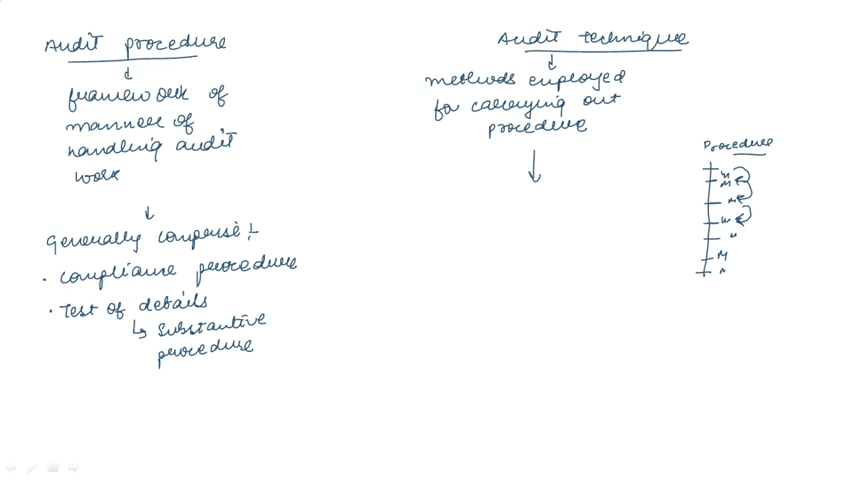 Audit procedure
framework of
manner of
handling audit
work
Generally comprise :-
• compliance procedure
• Test of details
↳ substantive
procedure
Audit technique
methods employed
for carrying out
procedure
Procedure